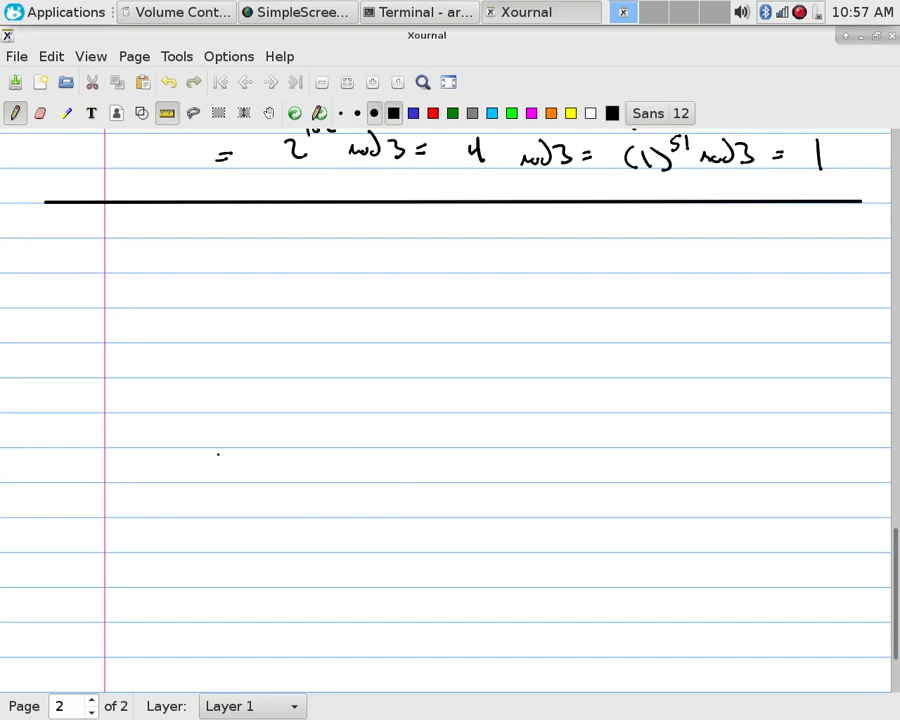 Applications Volume Cont... SimpleScree... Terminal - ar... Xournal 10:57 AM
Xournal
File Edit View Page Tools Options Help
T Sans 12
= 2 mod 3 = 4 mod 3 = (1)^51 mod 3 = 1
Page 2 of 2 Layer: Layer 1